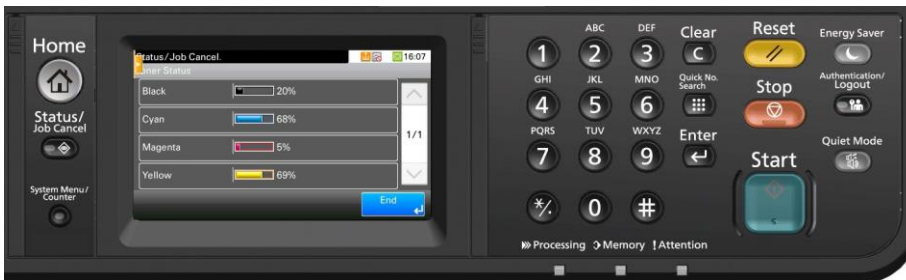 Home
Status/
Job Cancel
System Menu/
Counter
Status/Job Cancel.
16:07
Toner Status
Black 20%
Cyan 68%
Magenta 5%
Yellow 69%
1/1
End
ABC DEF
1 2 3
Clear
C
GHI JKL MNO
4 5 6
Quick No.
Search
PQRS TUV WXYZ
7 8 9
Enter
*/. 0 #
Processing Memory Attention
Reset
Stop
Start
Energy Saver
Authentication/
Logout
Quiet Mode